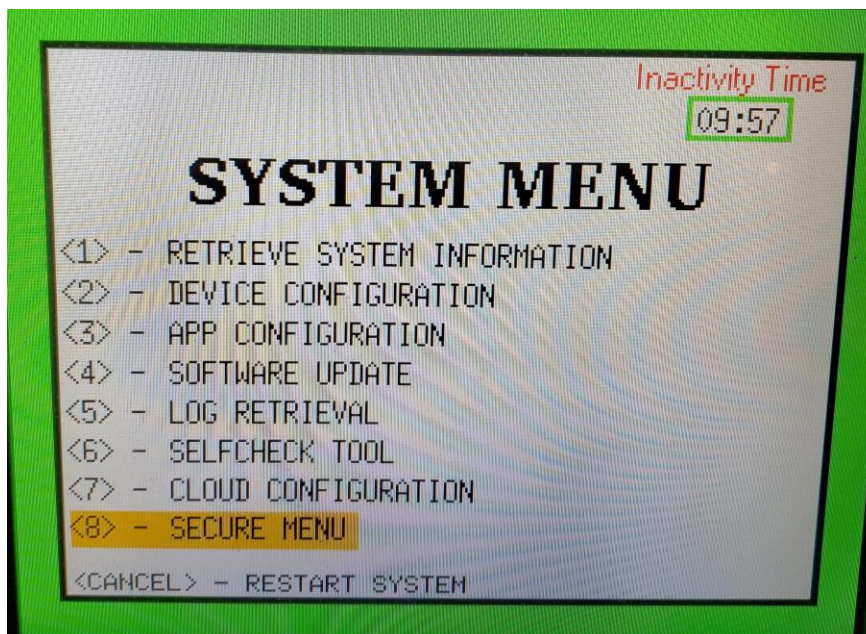 Inactivity Time
09:57
SYSTEM MENU
<1> - RETRIEVE SYSTEM INFORMATION
<2> - DEVICE CONFIGURATION
<3> - APP CONFIGURATION
<4> - SOFTWARE UPDATE
<5> - LOG RETRIEVAL
<6> - SELFCHECK TOOL
<7> - CLOUD CONFIGURATION
<8> - SECURE MENU
<CANCEL> - RESTART SYSTEM